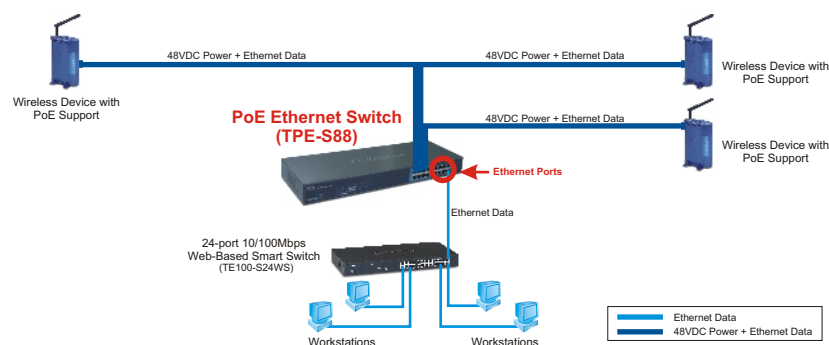 48VDC Power + Ethernet Data
48VDC Power + Ethernet Data
Wireless Device with
PoE Support
Wireless Device with
PoE Support
PoE Ethernet Switch
(TPE-S88)
48VDC Power + Ethernet Data
Wireless Device with
PoE Support
Ethernet Ports
Ethernet Data
24-port 10/100Mbps
Web-Based Smart Switch
(TE100-S24WS)
Workstations
Workstations
Ethernet Data
48VDC Power + Ethernet Data